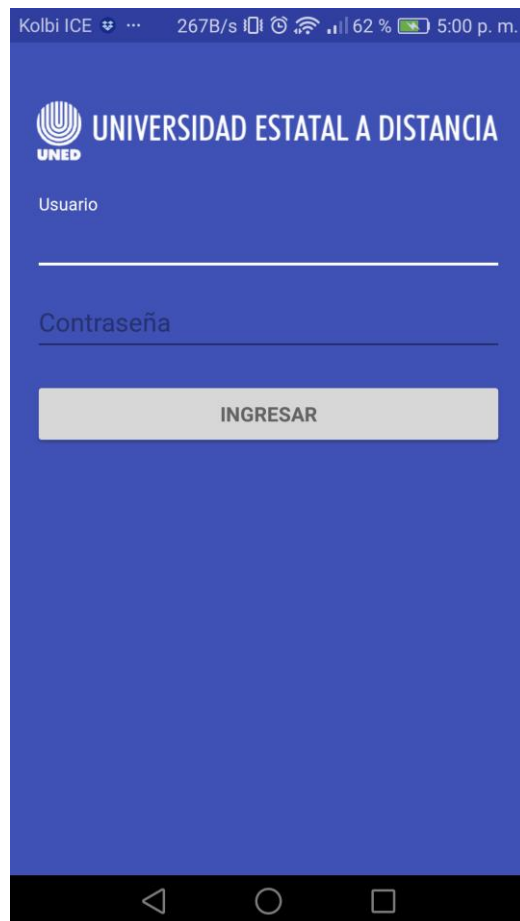 Kolbi ICE ··· 267B/s 62 % 5:00 p. m.
UNED
UNIVERSIDAD ESTATAL A DISTANCIA
Usuario
Contraseña
INGRESAR